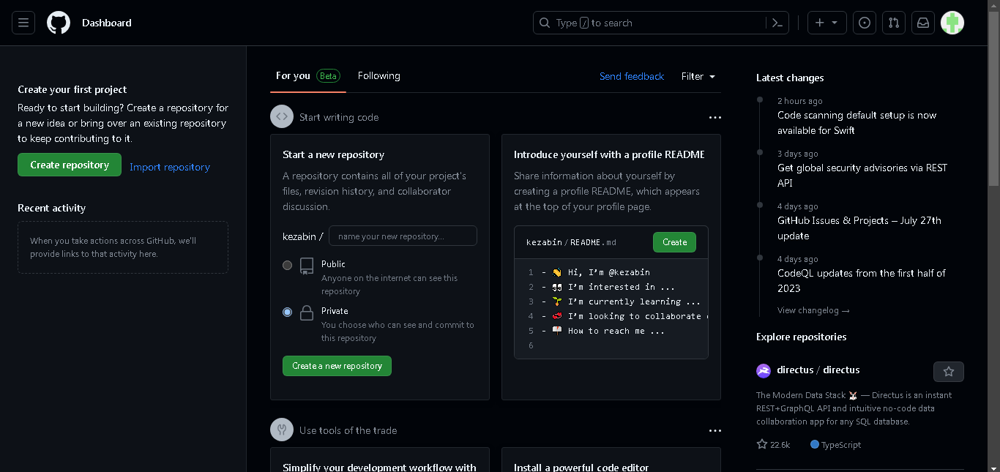 Dashboard
Type / to search
Create your first project
Ready to start building? Create a repository for
a new idea or bring over an existing repository
to keep contributing to it.
Create repository
Import repository
Recent activity
When you take actions across GitHub, we'll
provide links to that activity here.
For you Beta
Following
Send feedback
Filter
Start writing code
Start a new repository
A repository contains all of your project's
files, revision history, and collaborator
discussion.
kezabin /
name your new repository...
Public
Anyone on the internet can see this
repository
Private
You choose who can see and commit to
this repository
Create a new repository
Introduce yourself with a profile README
Share information about yourself by
creating a profile README, which appears
at the top of your profile page.
kezabin / README.md
Create
1 - 👋 Hi, I'm @kezabin
2 - 👀 I'm interested in ...
3 - 🌱 I'm currently learning ...
4 - 💞️ I'm looking to collaborate
5 - 📫 How to reach me ...
6
Use tools of the trade
Simplify your development workflow with
Install a powerful code editor
Latest changes
2 hours ago
Code scanning default setup is now
available for Swift
3 days ago
Get global security advisories via REST
API
4 days ago
GitHub Issues & Projects – July 27th
update
4 days ago
CodeQL updates from the first half of
2023
View changelog →
Explore repositories
directus / directus
The Modern Data Stack 🐰 — Directus is an instant
REST+GraphQL API and intuitive no-code data
collaboration app for any SQL database.
22.6k
TypeScript